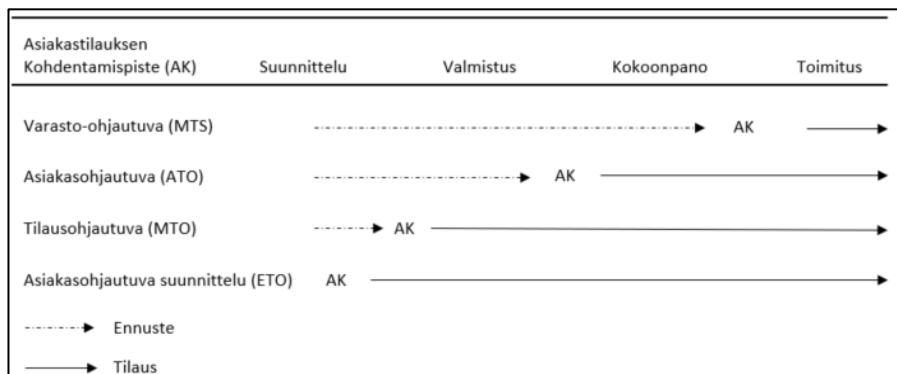 Asiakastilauksen
Kohdentamispiste (AK) Suunnittelu Valmistus Kokoonpano Toimitus
Varasto-ohjautuva (MTS) AK
Asiakasohjautuva (ATO) AK
Tilausohjautuva (MTO) AK
Asiakasohjautuva suunnittelu (ETO) AK
Ennuste
Tilaus